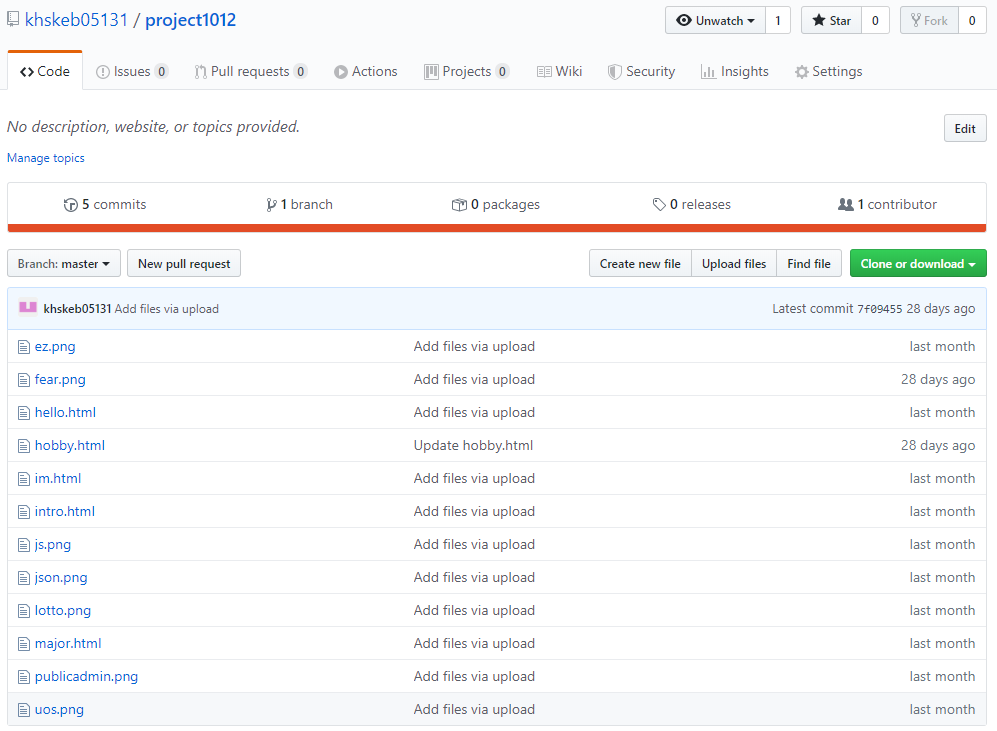 khskeb05131 / project1012
Unwatch 1 Star 0 Fork 0
Code Issues 0 Pull requests 0 Actions Projects 0 Wiki Security Insights Settings
No description, website, or topics provided. Edit
Manage topics
5 commits 1 branch 0 packages 0 releases 1 contributor
Branch: master New pull request Create new file Upload files Find file Clone or download
khskeb05131 Add files via upload Latest commit 7f09455 28 days ago
ez.png Add files via upload last month
fear.png Add files via upload 28 days ago
hello.html Add files via upload last month
hobby.html Update hobby.html 28 days ago
im.html Add files via upload last month
intro.html Add files via upload last month
js.png Add files via upload last month
json.png Add files via upload last month
lotto.png Add files via upload last month
major.html Add files via upload last month
publicadmin.png Add files via upload last month
uos.png Add files via upload last month